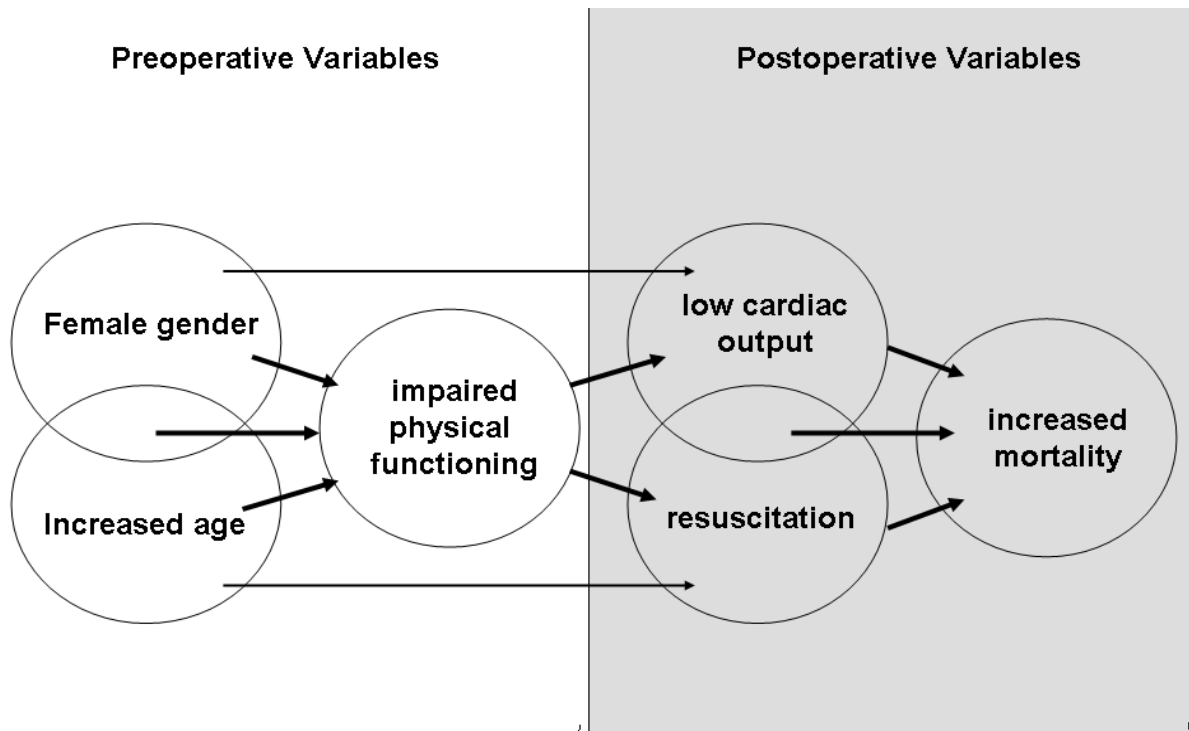 Preoperative Variables
Postoperative Variables
Female gender
Increased age
impaired
physical
functioning
low cardiac
output
resuscitation
increased
mortality